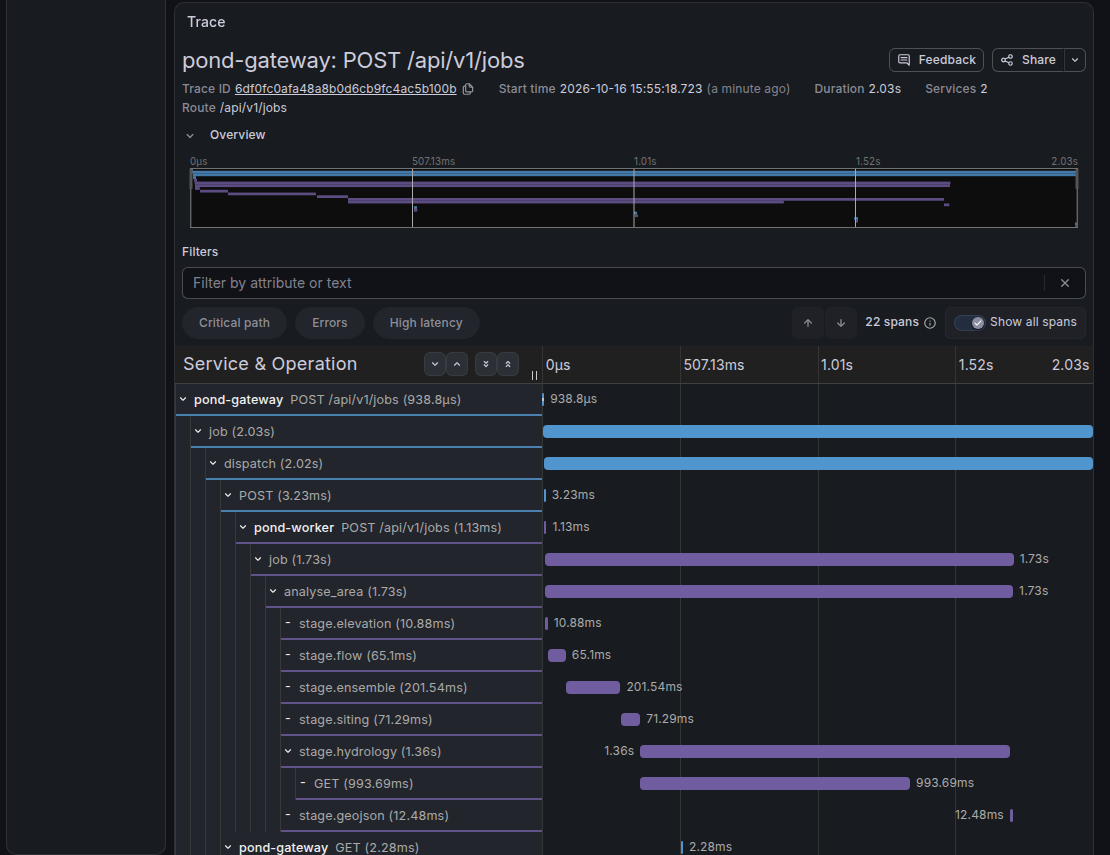 Trace
pond-gateway: POST /api/v1/jobs
Feedback
Share
Trace ID 6df0fc0afa48a8b0d6cb9fc4ac5b100b Start time 2026-10-16 15:55:18.723 (a minute ago) Duration 2.03s Services 2
Route /api/v1/jobs
Overview
0μs 507.13ms 1.01s 1.52s 2.03s
Filters
Filter by attribute or text
Critical path Errors High latency 22 spans Show all spans
Service & Operation 0μs 507.13ms 1.01s 1.52s 2.03s
pond-gateway POST /api/v1/jobs (938.8μs) 938.8μs
job (2.03s)
dispatch (2.02s)
POST (3.23ms) 3.23ms
pond-worker POST /api/v1/jobs (1.13ms) 1.13ms
job (1.73s) 1.73s
analyse_area (1.73s) 1.73s
stage.elevation (10.88ms) 10.88ms
stage.flow (65.1ms) 65.1ms
stage.ensemble (201.54ms) 201.54ms
stage.siting (71.29ms) 71.29ms
stage.hydrology (1.36s) 1.36s
GET (993.69ms) 993.69ms
stage.geojson (12.48ms) 12.48ms
pond-gateway GET (2.28ms) 2.28ms